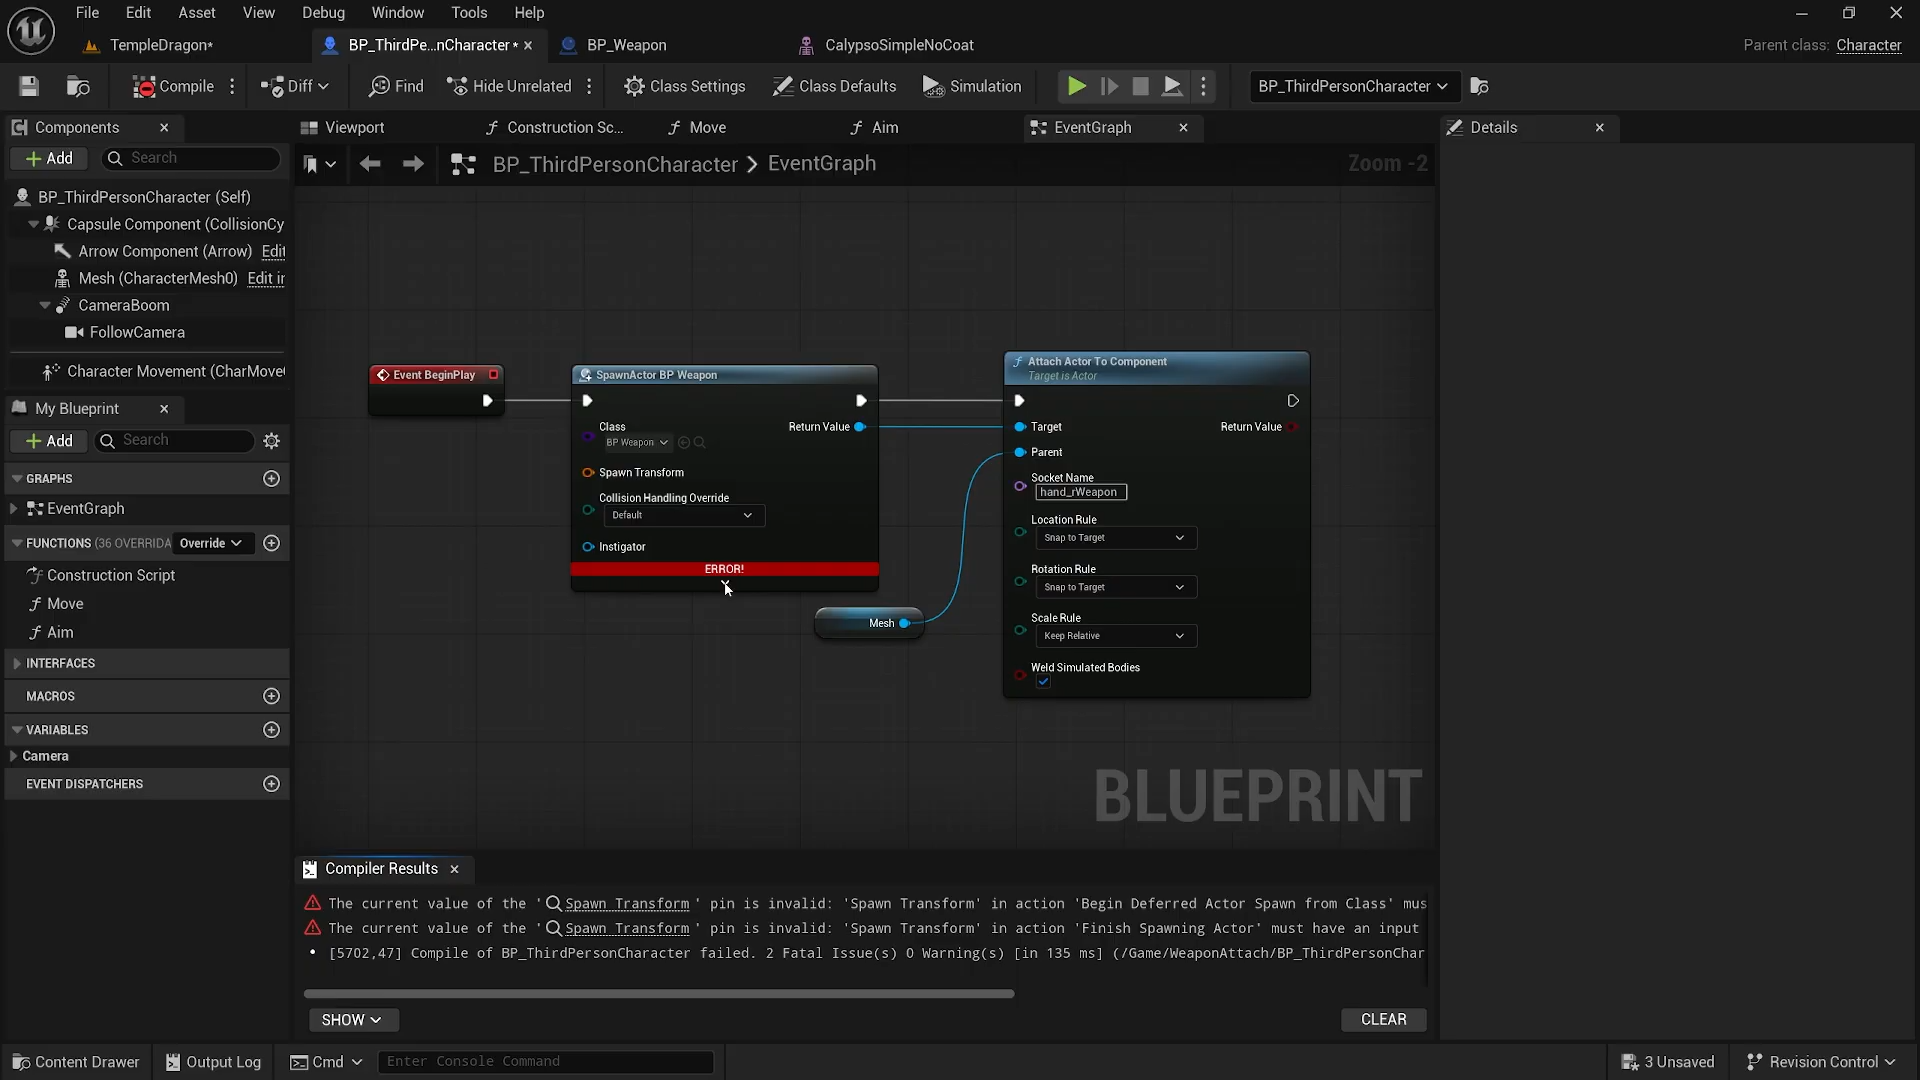 File Edit Asset View Debug Window Tools Help
TempleDragon* BP_ThirdPe...nCharacter* BP_Weapon CalypsoSimpleNoCoat Parent class: Character
Compile Diff Find Hide Unrelated Class Settings Class Defaults Simulation BP_ThirdPersonCharacter
Components Viewport Construction Sc... Move Aim EventGraph Details
Add Search BP_ThirdPersonCharacter > EventGraph Zoom -2
BP_ThirdPersonCharacter (Self)
Capsule Component (CollisionCy
Arrow Component (Arrow) Edit
Mesh (CharacterMesh0) Edit ir
CameraBoom
FollowCamera
Character Movement (CharMove
My Blueprint
Add Search
GRAPHS
EventGraph
FUNCTIONS (36 OVERRIDA Override
Construction Script
Move
Aim
INTERFACES
MACROS
VARIABLES
Camera
EVENT DISPATCHERS
Event BeginPlay
SpawnActor BP Weapon
Class
BP Weapon
Return Value
Spawn Transform
Collision Handling Override
Default
Instigator
ERROR!
Mesh
Attach Actor To Component
Target is Actor
Target
Return Value
Parent
Socket Name
hand_rWeapon
Location Rule
Snap to Target
Rotation Rule
Snap to Target
Scale Rule
Keep Relative
Weld Simulated Bodies
BLUEPRINT
Compiler Results
The current value of the ' Spawn Transform ' pin is invalid: 'Spawn Transform' in action 'Begin Deferred Actor Spawn from Class' mus
The current value of the ' Spawn Transform ' pin is invalid: 'Spawn Transform' in action 'Finish Spawning Actor' must have an input
• [5702,47] Compile of BP_ThirdPersonCharacter failed. 2 Fatal Issue(s) 0 Warning(s) [in 135 ms] (/Game/WeaponAttach/BP_ThirdPersonChar
SHOW CLEAR
Content Drawer Output Log Cmd Enter Console Command 3 Unsaved Revision Control